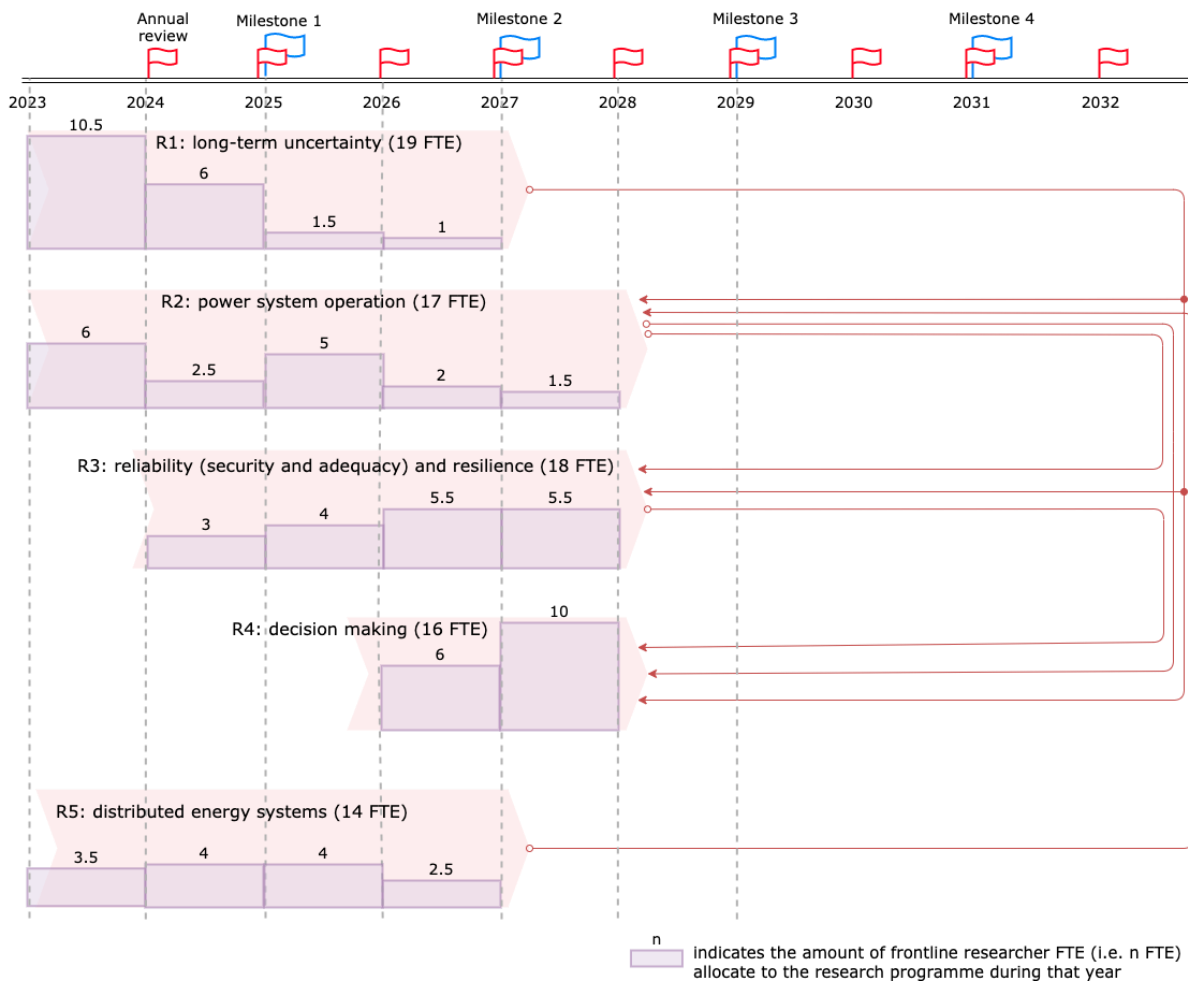 Annual
review
Milestone 1
Milestone 2
Milestone 3
Milestone 4
2023 2024 2025 2026 2027 2028 2029 2030 2031 2032
10.5
R1: long-term uncertainty (19 FTE)
6
1.5
1
R2: power system operation (17 FTE)
6
2.5
5
2
1.5
R3: reliability (security and adequacy) and resilience (18 FTE)
3
4
5.5
5.5
R4: decision making (16 FTE)
6
10
R5: distributed energy systems (14 FTE)
3.5
4
4
2.5
n
indicates the amount of frontline researcher FTE (i.e. n FTE)
allocate to the research programme during that year